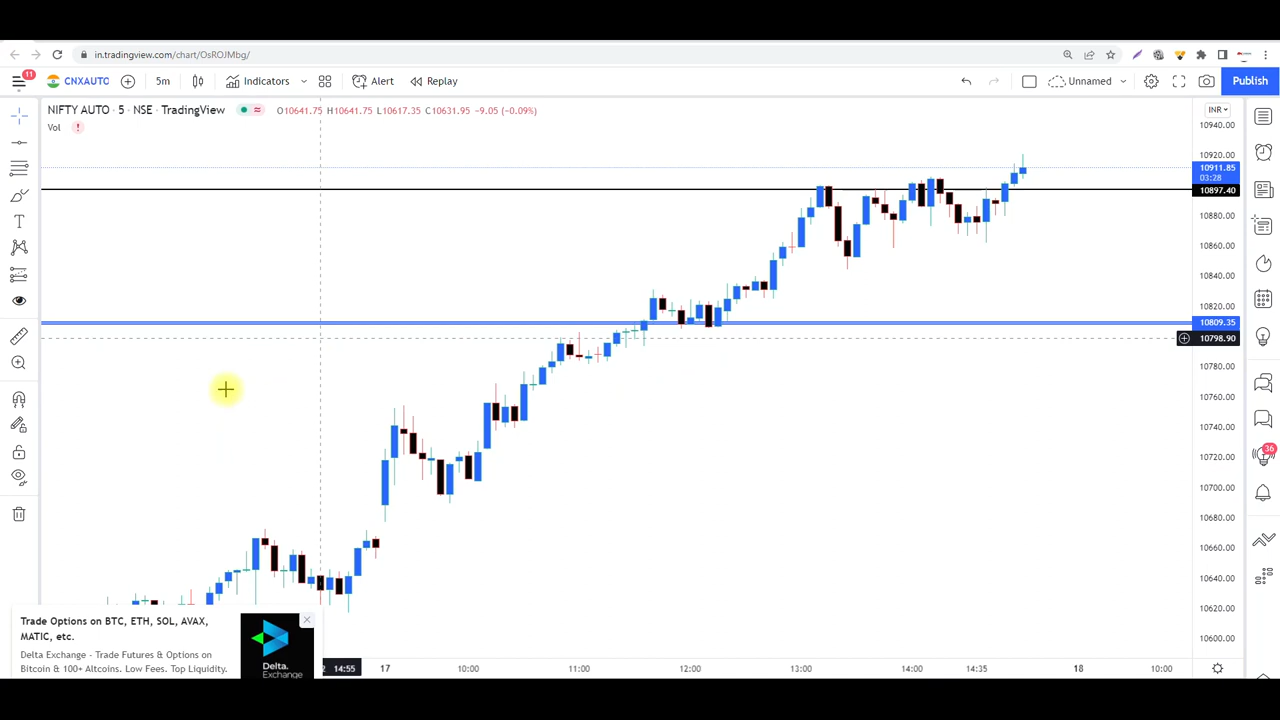 in.tradingview.com/chart/OsROJMbg/
11
CNXAUTO
5m
Indicators
Alert
Replay
Unnamed
Publish
NIFTY AUTO · 5 · NSE · TradingView
O10641.75 H10641.75 L10617.35 C10631.95 -9.05 (-0.09%)
INR
Vol
10940.00
10920.00
10911.85
03:28
10897.40
10880.00
10860.00
10840.00
10820.00
10809.35
10798.90
10780.00
10760.00
10740.00
36
10720.00
10700.00
10680.00
10660.00
10640.00
10620.00
10600.00
Trade Options on BTC, ETH, SOL, AVAX,
MATIC, etc.
Delta Exchange - Trade Futures & Options on
Bitcoin & 100+ Altcoins. Low Fees. Top Liquidity.
Delta.
Exchange
14:55
17
10:00
11:00
12:00
13:00
14:00
14:35
18
10:00